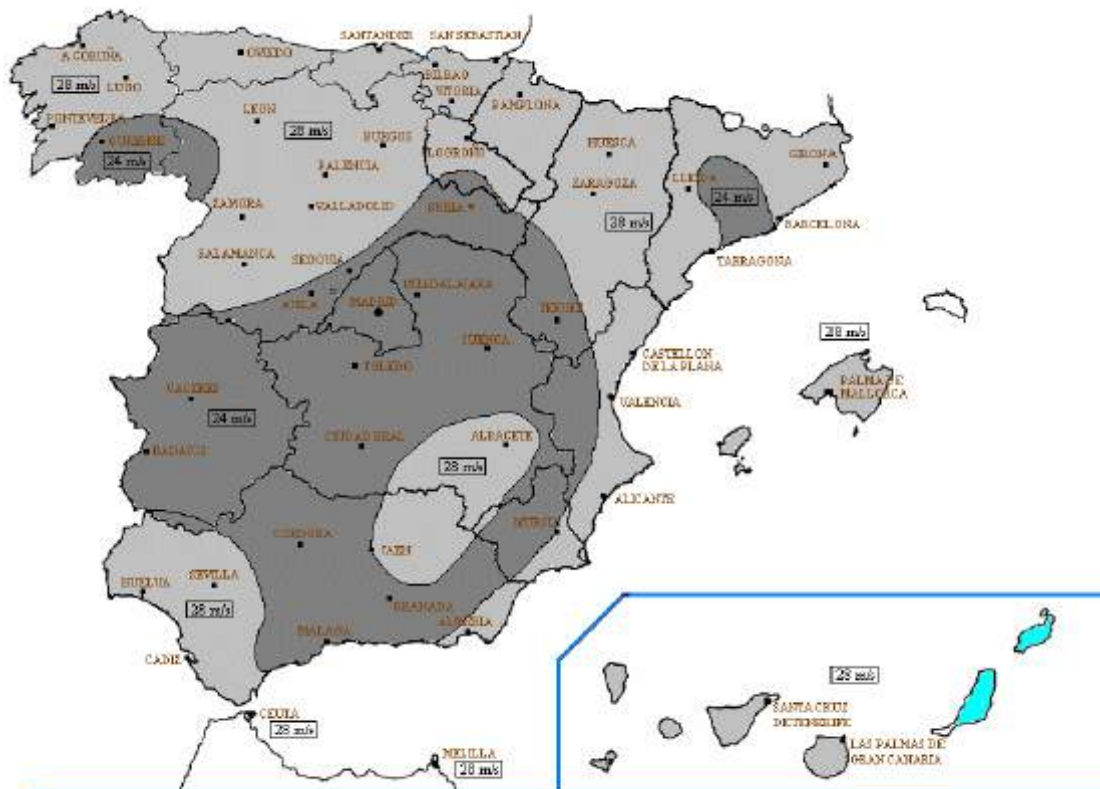 SANTANDER
SAN SEBASTIAN
A CORUÑA
OVIEDO
BILBAO
28 m/s
LUGO
VITORIA
PAMPLONA
PONTEVEDRA
LEON
28 m/s
BURGOS
OURENSE
LOGROÑO
HUESCA
GIRONA
24 m/s
PALENCIA
LLEIDA
ZARAGOZA
24 m/s
ZAMORA
VALLADOLID
SORIA
28 m/s
BARCELONA
SALAMANCA
SEGOVIA
TARRAGONA
AVILA
MADRID
GUADALAJARA
TERUEL
28 m/s
CUENCA
CASTELLON
DE LA PLANA
TOLEDO
PALMA DE
MALLORCA
CACERES
24 m/s
VALENCIA
BADAJOZ
CIUDAD REAL
ALBACETE
28 m/s
ALICANTE
CORDOBA
MURCIA
JAEN
HUELVA
SEVILLA
28 m/s
GRANADA
MALAGA
ALMERIA
CADIZ
28 m/s
CEUTA
28 m/s
SANTA CRUZ
DE TENERIFE
MELILLA
28 m/s
LAS PALMAS DE
GRAN CANARIA